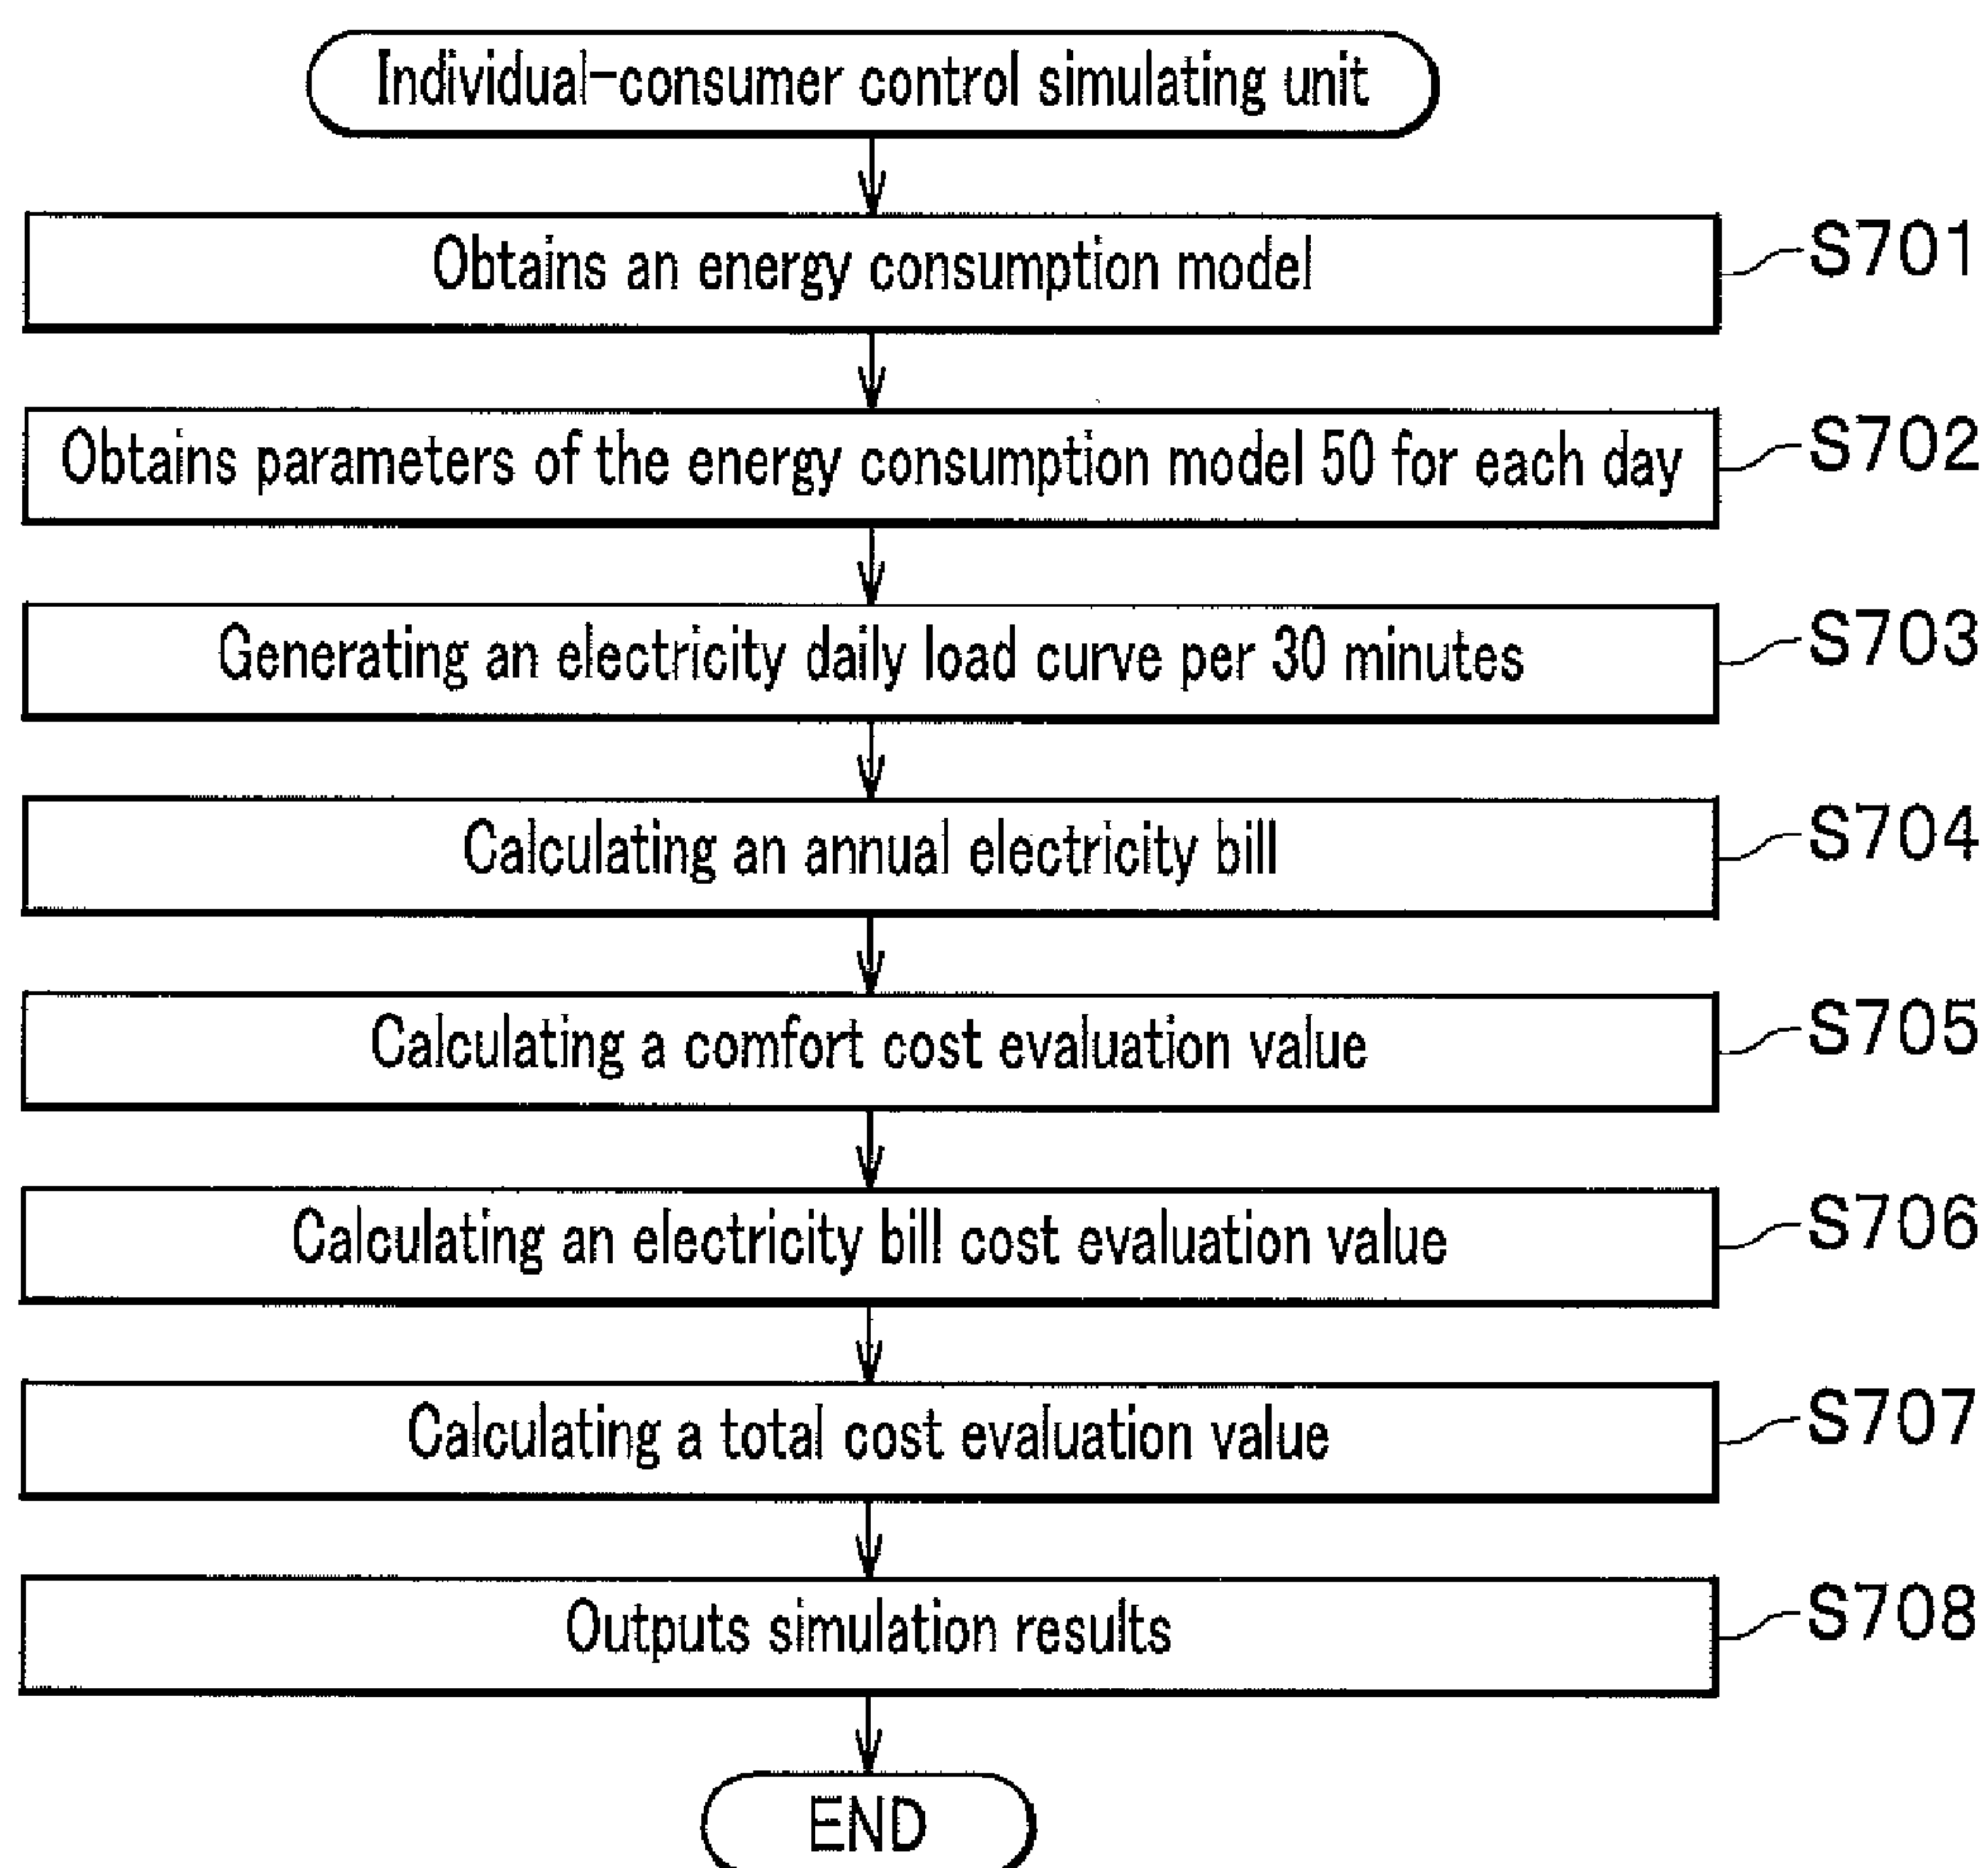 Individual-consumer control simulating unit
Obtains an energy consumption model
S701
Obtains parameters of the energy consumption model 50 for each day
S702
Generating an electricity daily load curve per 30 minutes
S703
Calculating an annual electricity bill
S704
Calculating a comfort cost evaluation value
S705
Calculating an electricity bill cost evaluation value
S706
Calculating a total cost evaluation value
S707
Outputs simulation results
S708
END